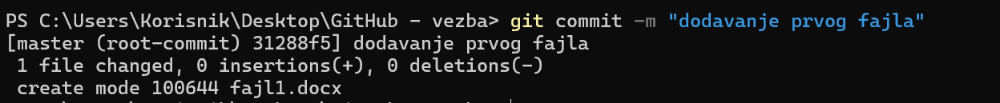 PS C:\Users\Korisnik\Desktop\GitHub - vezba> git commit -m "dodavanje prvog fajla"
[master (root-commit) 31288f5] dodavanje prvog fajla
 1 file changed, 0 insertions(+), 0 deletions(-)
 create mode 100644 fajl1.docx